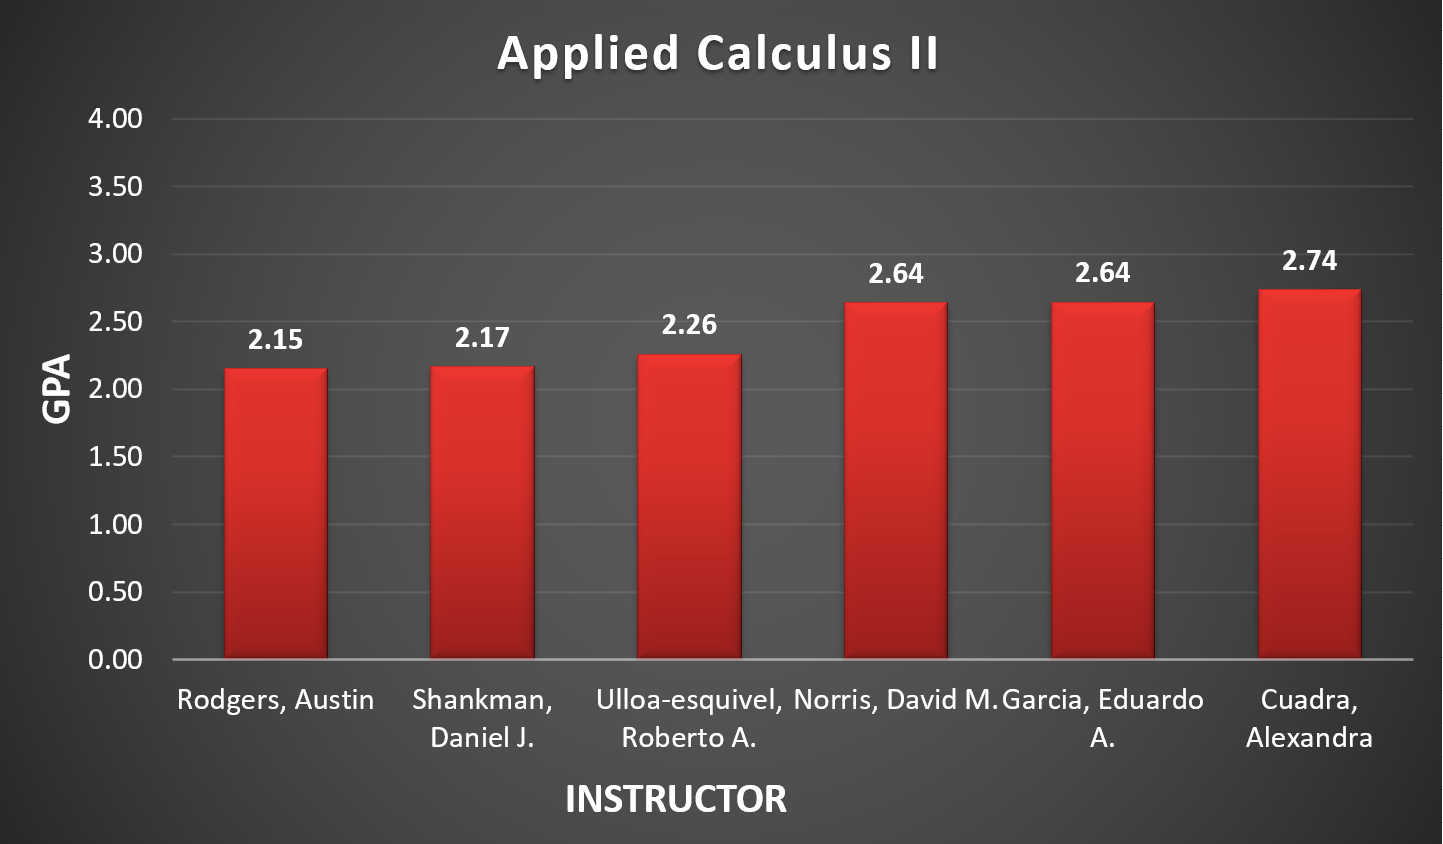 Applied Calculus II
4.00
3.50
3.00
2.50
2.00
1.50
1.00
0.50
0.00
GPA
2.15
2.17
2.26
2.64
2.64
2.74
Rodgers, Austin
Shankman,
Daniel J.
Ulloa-esquivel,
Roberto A.
Norris, David M.
Garcia, Eduardo
A.
Cuadra,
Alexandra
INSTRUCTOR